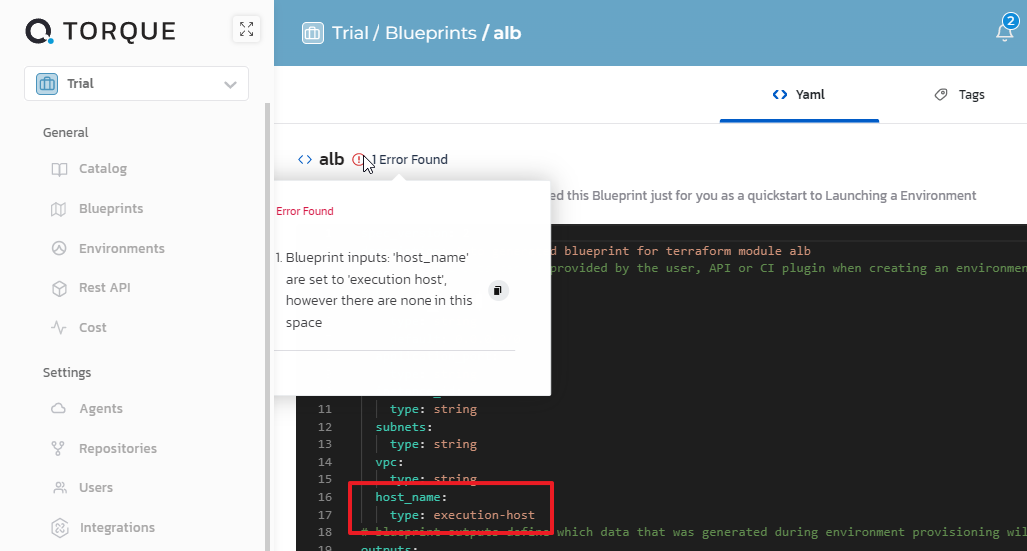 TORQUE
Trial / Blueprints / alb
2
Trial
Yaml
Tags
General
Catalog
Blueprints
Environments
Rest API
Cost
Settings
Agents
Repositories
Users
Integrations
<> alb
1 Error Found
ed this Blueprint just for you as a quickstart to Launching a Environment
Error Found
1. Blueprint inputs: 'host_name'
are set to 'execution host',
however there are none in this
space
d blueprint for terraform module alb
provided by the user, API or CI plugin when creating an environmen
11 type: string
12 subnets:
13 type: string
14 vpc:
15 type: string
16 host_name:
17 type: execution-host
18 # blueprint outputs define which data that was generated during environment provisioning wil
19 outputs: